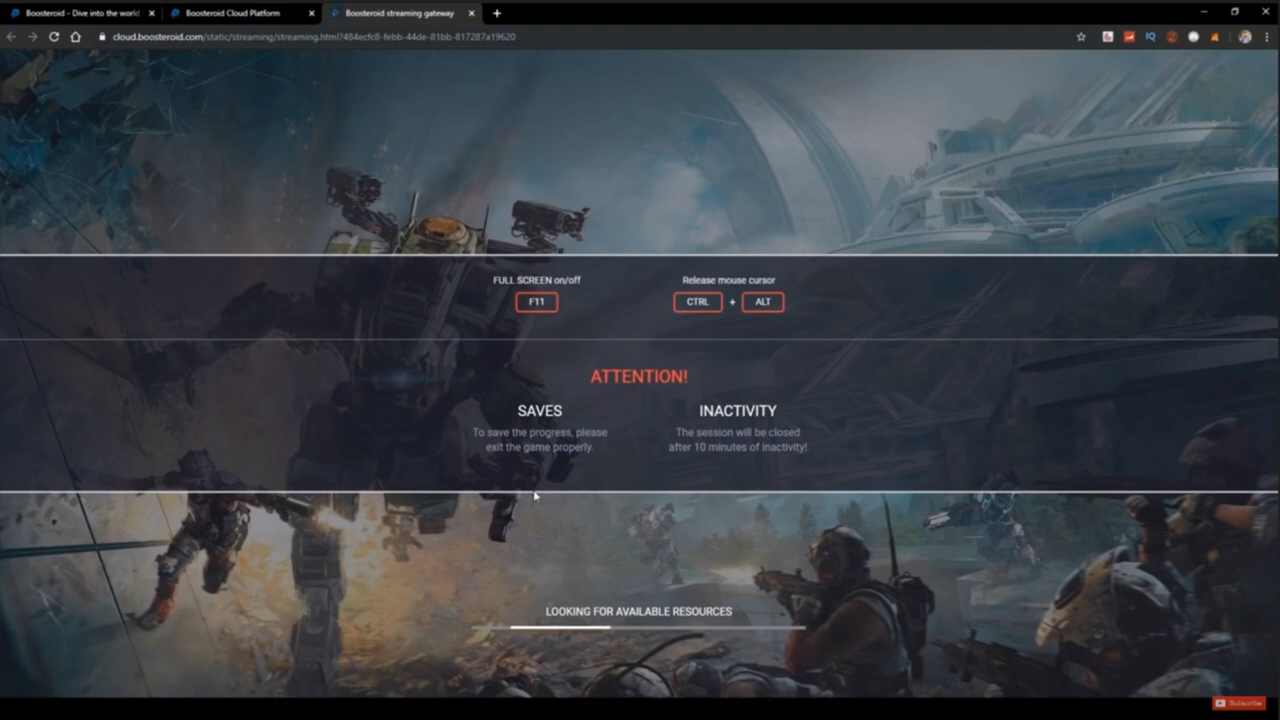 Boosteroid - Dive into the world
Boosteroid Cloud Platform
Boosteroid streaming gateway
cloud.boosteroid.com/static/streaming/streaming.html?484ecfc8-febb-44de-81bb-817287a19620
IQ
FULL SCREEN on/off
Release mouse cursor
F11
CTRL + ALT
ATTENTION!
SAVES
INACTIVITY
To save the progress, please
exit the game properly.
The session will be closed
after 10 minutes of inactivity!
LOOKING FOR AVAILABLE RESOURCES
Subscribe